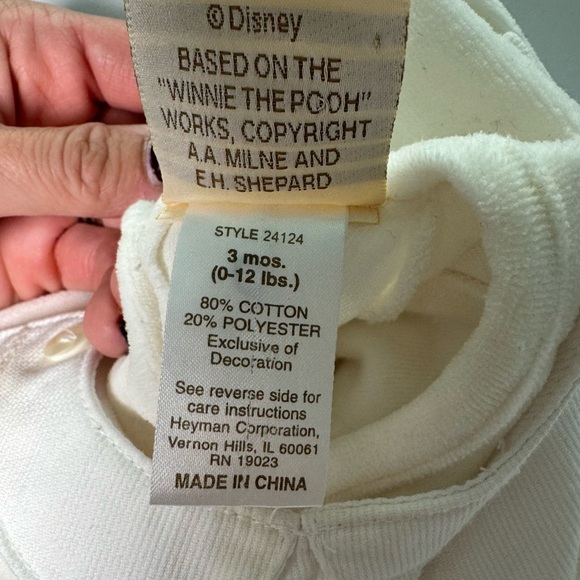 © Disney
BASED ON THE
"WINNIE THE POOH"
WORKS, COPYRIGHT
A.A. MILNE AND
E.H. SHEPARD
STYLE 24124
3 mos.
(0-12 lbs.)
80% COTTON
20% POLYESTER
Exclusive of
Decoration
See reverse side for
care instructions
Heyman Corporation,
Vernon Hills, IL 60061
RN 19023
MADE IN CHINA